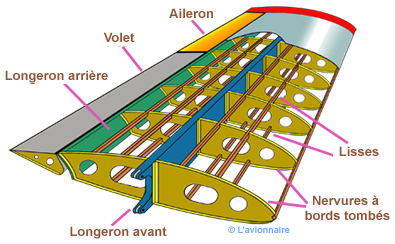 Aileron
Volet
Longeron arrière
Lisses
Nervures à
bords tombés
Longeron avant
© L'avionnaire